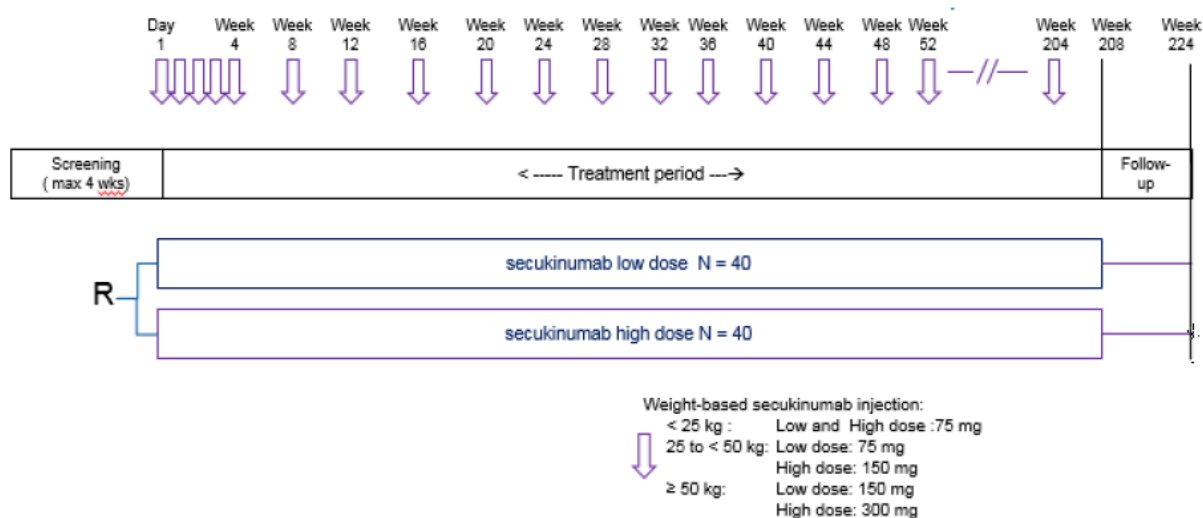 Day Week Week Week Week Week Week Week Week Week Week Week Week Week Week Week Week
1 4 8 12 16 20 24 28 32 36 40 44 48 52 204 208 224
—//—
Screening
( max 4 wks)
< ----- Treatment period ---→
Follow-
up
R
secukinumab low dose N = 40
secukinumab high dose N = 40
Weight-based secukinumab injection:
< 25 kg : Low and High dose :75 mg
25 to < 50 kg: Low dose: 75 mg
High dose: 150 mg
≥ 50 kg: Low dose: 150 mg
High dose: 300 mg